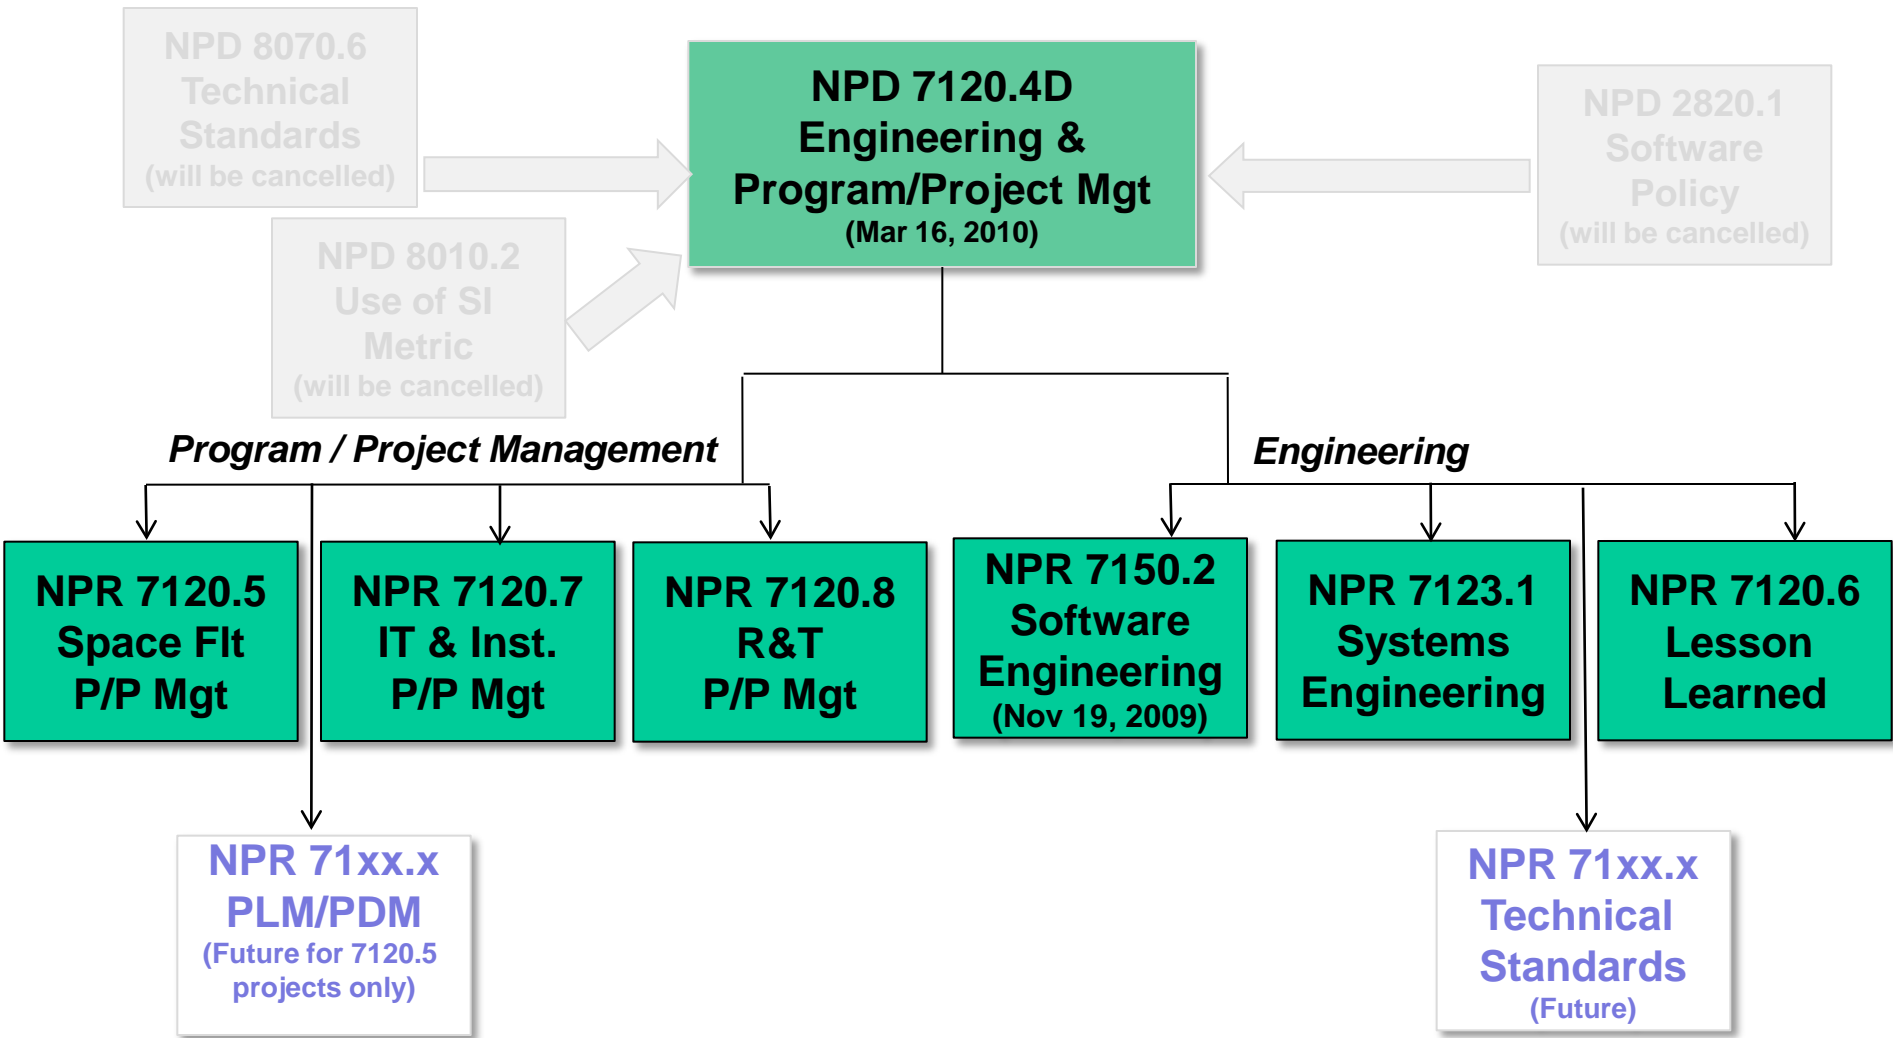 NPD 8070.6
Technical
Standards
(will be cancelled)
NPD 7120.4D
Engineering &
Program/Project Mgt
(Mar 16, 2010)
NPD 2820.1
Software
Policy
(will be cancelled)
NPD 8010.2
Use of SI
Metric
(will be cancelled)
Program / Project Management
Engineering
NPR 7120.5
Space Flt
P/P Mgt
NPR 7120.7
IT & Inst.
P/P Mgt
NPR 7120.8
R&T
P/P Mgt
NPR 7150.2
Software
Engineering
(Nov 19, 2009)
NPR 7123.1
Systems
Engineering
NPR 7120.6
Lesson
Learned
NPR 71xx.x
PLM/PDM
(Future for 7120.5
projects only)
NPR 71xx.x
Technical
Standards
(Future)